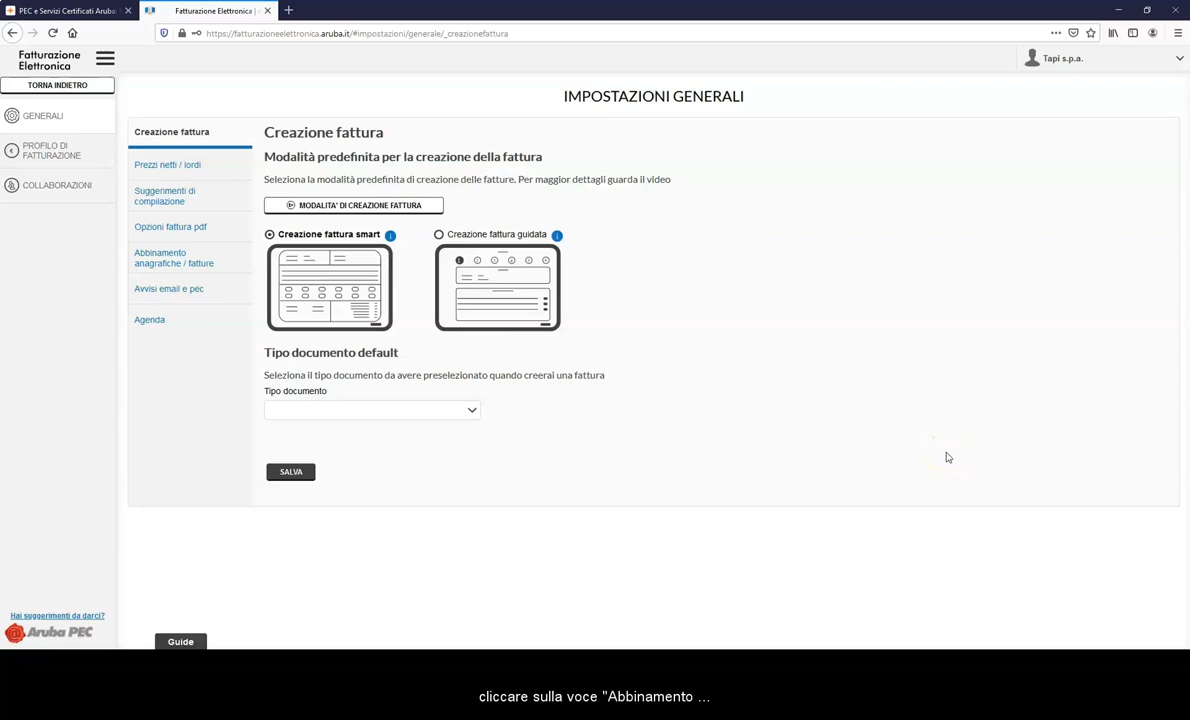 PEC e Servizi Certificati Aruba:
Fatturazione Elettronica |
https://fatturazioneelettronica.aruba.it/#impostazioni/generale/_creazionefattura
Fatturazione
Elettronica
Tapi s.p.a.
TORNA INDIETRO
GENERALI
PROFILO DI
FATTURAZIONE
COLLABORAZIONI
IMPOSTAZIONI GENERALI
Creazione fattura
Prezzi netti / lordi
Suggerimenti di
compilazione
Opzioni fattura pdf
Abbinamento
anagrafiche / fatture
Avvisi email e pec
Agenda
Creazione fattura
Modalità predefinita per la creazione della fattura
Seleziona la modalità predefinita di creazione delle fatture. Per maggior dettagli guarda il video
MODALITA' DI CREAZIONE FATTURA
Creazione fattura smart
Creazione fattura guidata
Tipo documento default
Seleziona il tipo documento da avere preselezionato quando creerai una fattura
Tipo documento
SALVA
Hai suggerimenti da darci?
Aruba PEC
Guide
cliccare sulla voce "Abbinamento ...